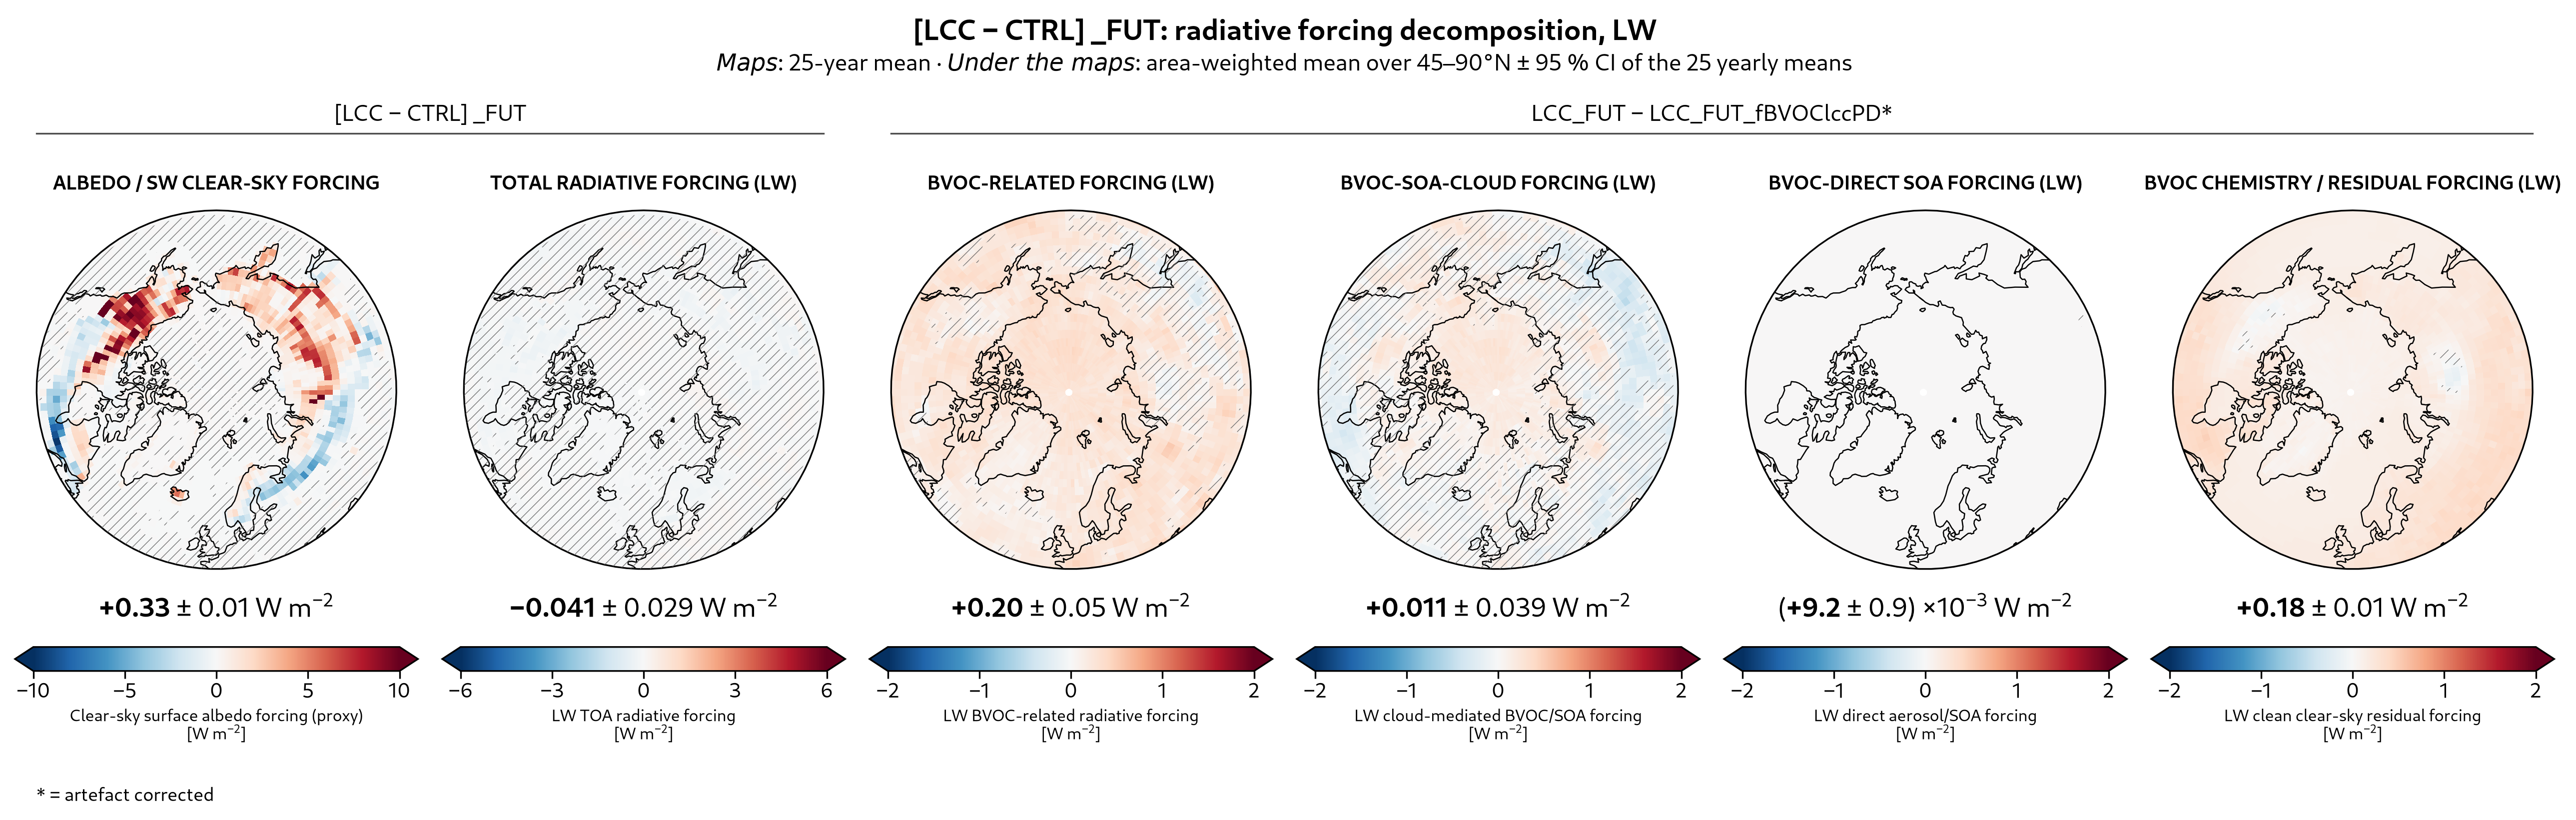 [LCC − CTRL] _FUT: radiative forcing decomposition, LW
Maps: 25-year mean · Under the maps: area-weighted mean over 45–90°N ± 95 % CI of the 25 yearly means
[LCC − CTRL] _FUT
LCC_FUT − LCC_FUT_fBVOClccPD*
ALBEDO / SW CLEAR-SKY FORCING
TOTAL RADIATIVE FORCING (LW)
BVOC-RELATED FORCING (LW)
BVOC-SOA-CLOUD FORCING (LW)
BVOC-DIRECT SOA FORCING (LW)
BVOC CHEMISTRY / RESIDUAL FORCING (LW)
+0.33 ± 0.01 W m⁻²
−0.041 ± 0.029 W m⁻²
+0.20 ± 0.05 W m⁻²
+0.011 ± 0.039 W m⁻²
(+9.2 ± 0.9) ×10⁻³ W m⁻²
+0.18 ± 0.01 W m⁻²
−10 −5 0 5 10
−6 −3 0 3 6
−2 −1 0 1 2
−2 −1 0 1 2
−2 −1 0 1 2
−2 −1 0 1 2
Clear-sky surface albedo forcing (proxy)
[W m⁻²]
LW TOA radiative forcing
[W m⁻²]
LW BVOC-related radiative forcing
[W m⁻²]
LW cloud-mediated BVOC/SOA forcing
[W m⁻²]
LW direct aerosol/SOA forcing
[W m⁻²]
LW clean clear-sky residual forcing
[W m⁻²]
* = artefact corrected